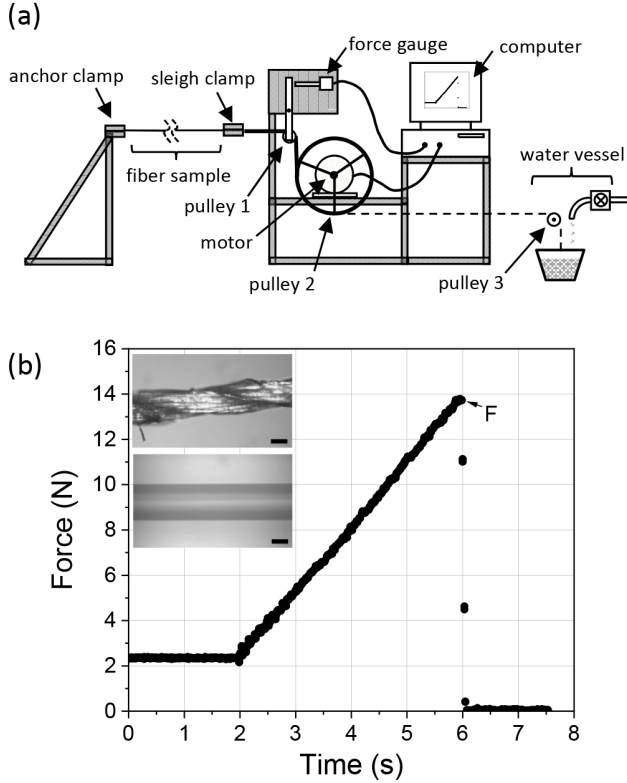 (a)
force gauge
computer
anchor clamp
sleigh clamp
water vessel
fiber sample
pulley 1
motor
pulley 2
pulley 3
(b)
16
14
12
10
8
6
4
2
0
Force (N)
F
0 1 2 3 4 5 6 7 8
Time (s)